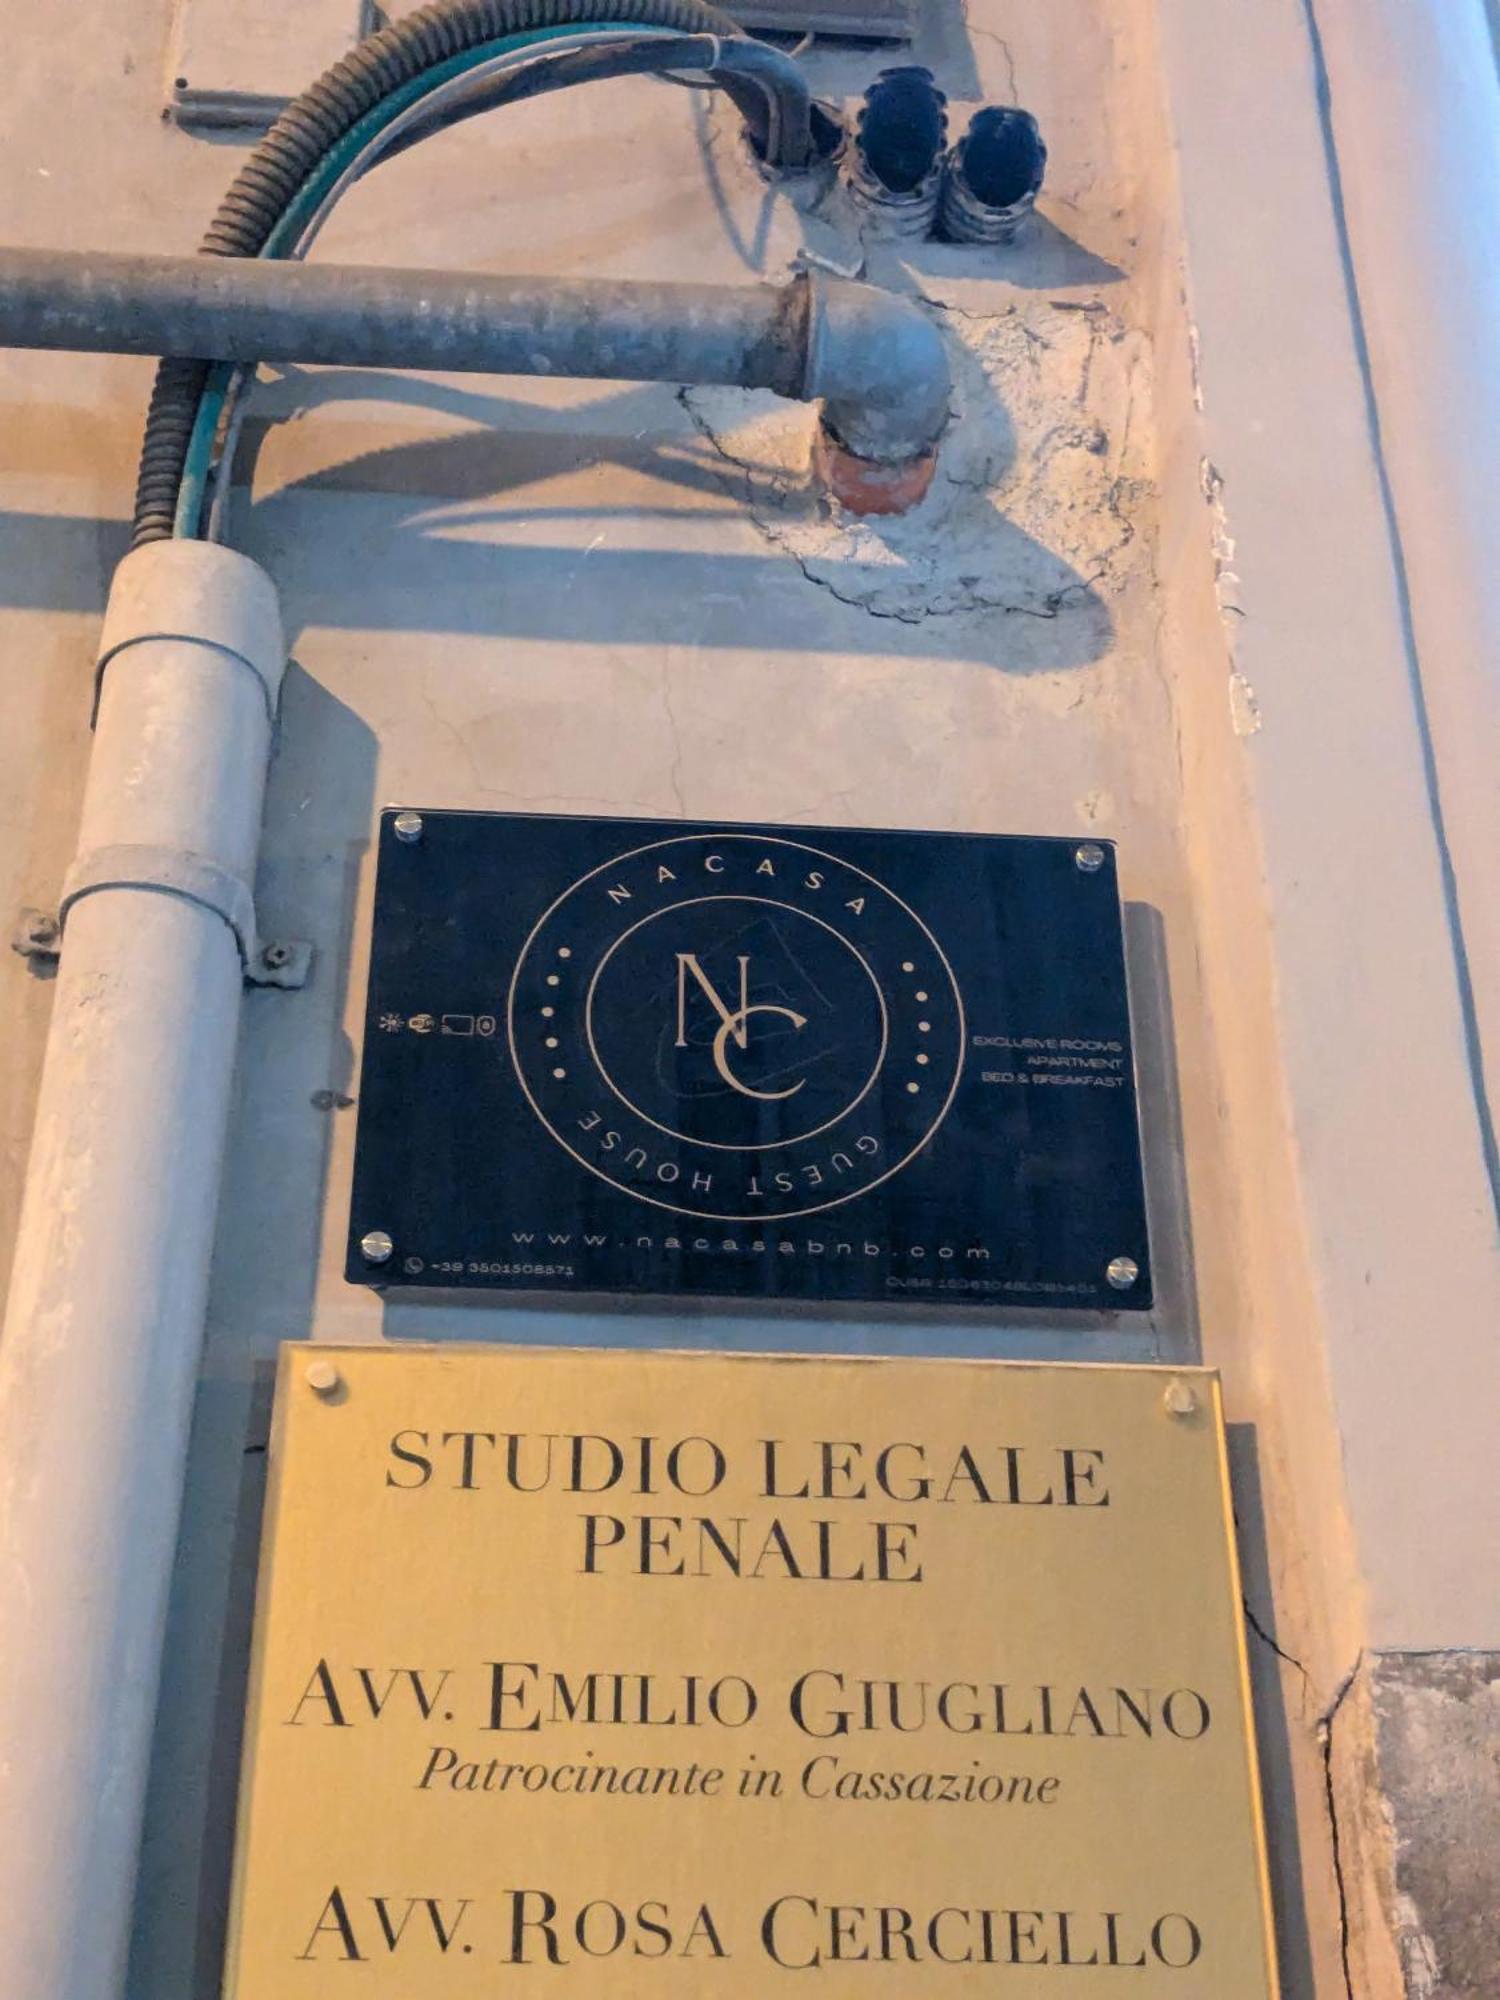 NACASA
NC
GUEST HOUSE
EXCLUSIVE ROOMS
APARTMENT
BED & BREAKFAST
www.nacasabnb.com
+39 3501508571
STUDIO LEGALE
PENALE
AVV. EMILIO GIUGLIANO
Patrocinante in Cassazione
AVV. ROSA CERCIELLO